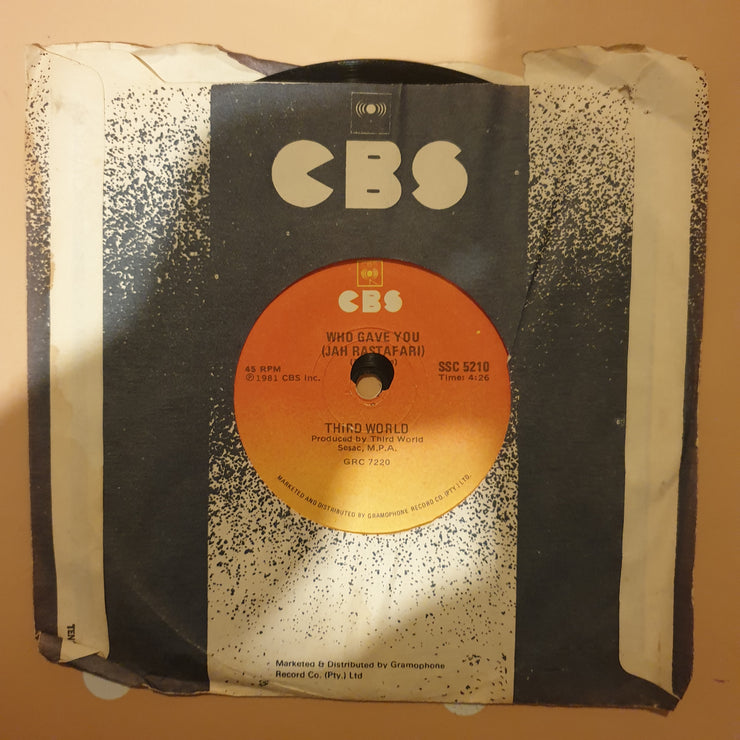 CBS
CBS
WHO GAVE YOU
(JAH RASTAFARI)
45 RPM
℗ 1981 CBS Inc.
SSC 5210
Time: 4:26
THiRD WORLD
Produced by Third World
Sesac, M.P.A.
GRC 7220
MARKETED AND DISTRIBUTED BY GRAMOPHONE RECORD CO. (PTY.) LTD.
TEN
Marketed & Distributed by Gramophone
Record Co. (Pty.) Ltd